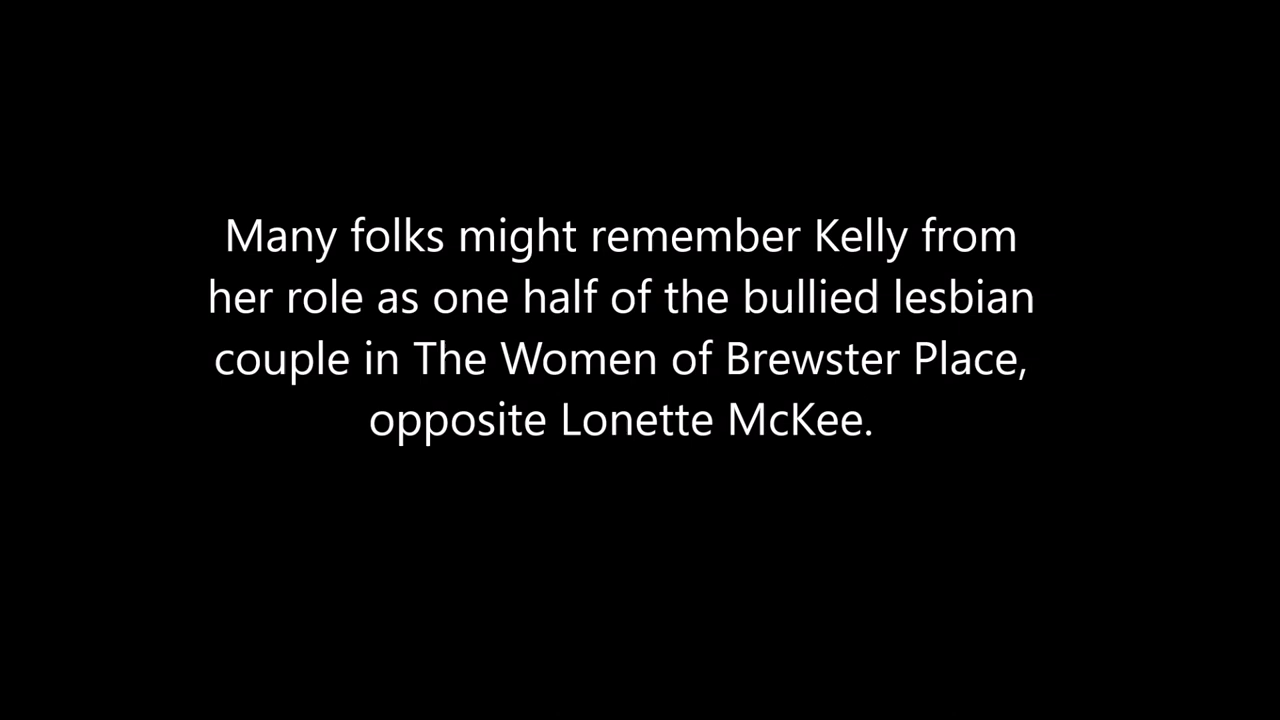 Many folks might remember Kelly from
her role as one half of the bullied lesbian
couple in The Women of Brewster Place,
opposite Lonette McKee.